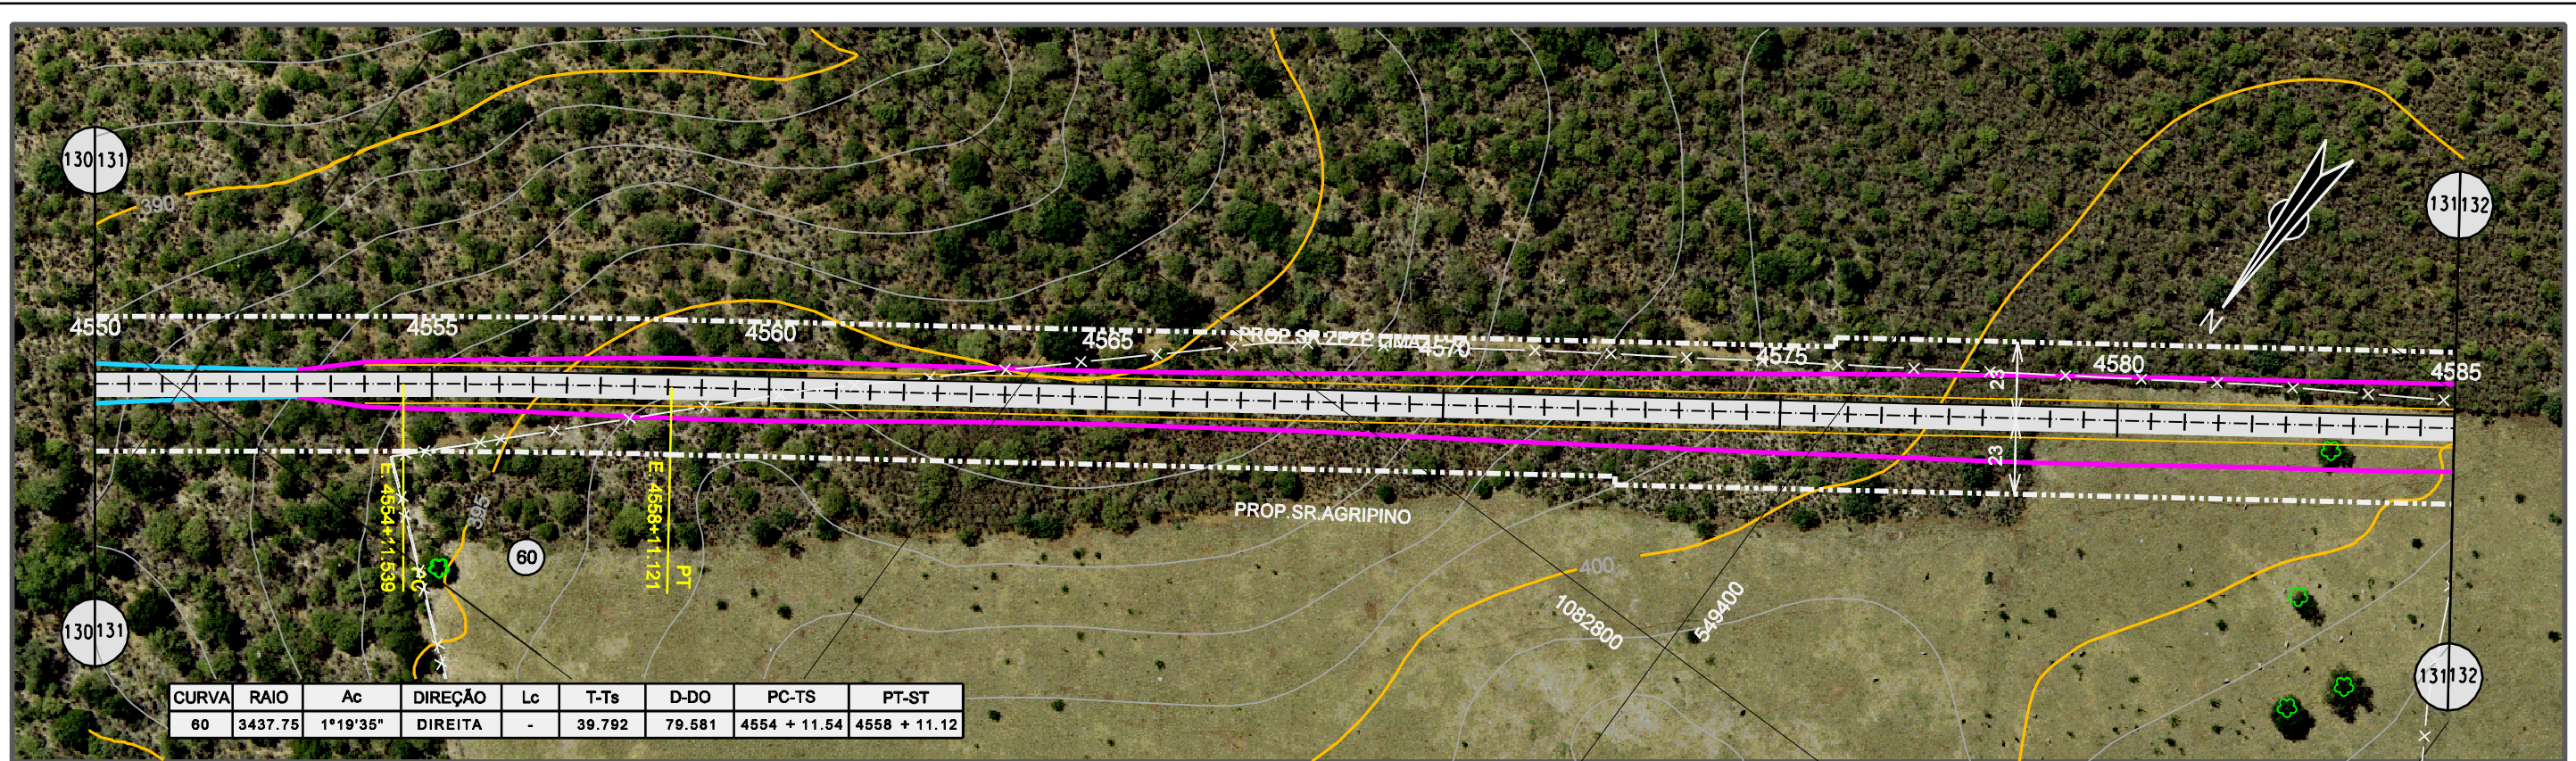 130 131
390
131 132
N
4550
4555
4560
4565
PROP.SR.ZEZÉ LIMA
4570
4575
4580
4585
23
23
395
E. 4554+11.539
PC
60
E. 4558+11.121
PT
PROP.SR.AGRIPINO
400
1082800
549400
130 131
131 132
CURVA RAIO Ac DIREÇÃO Lc T-Ts D-DO PC-TS PT-ST
60 3437.75 1°19'35" DIREITA - 39.792 79.581 4554 + 11.54 4558 + 11.12